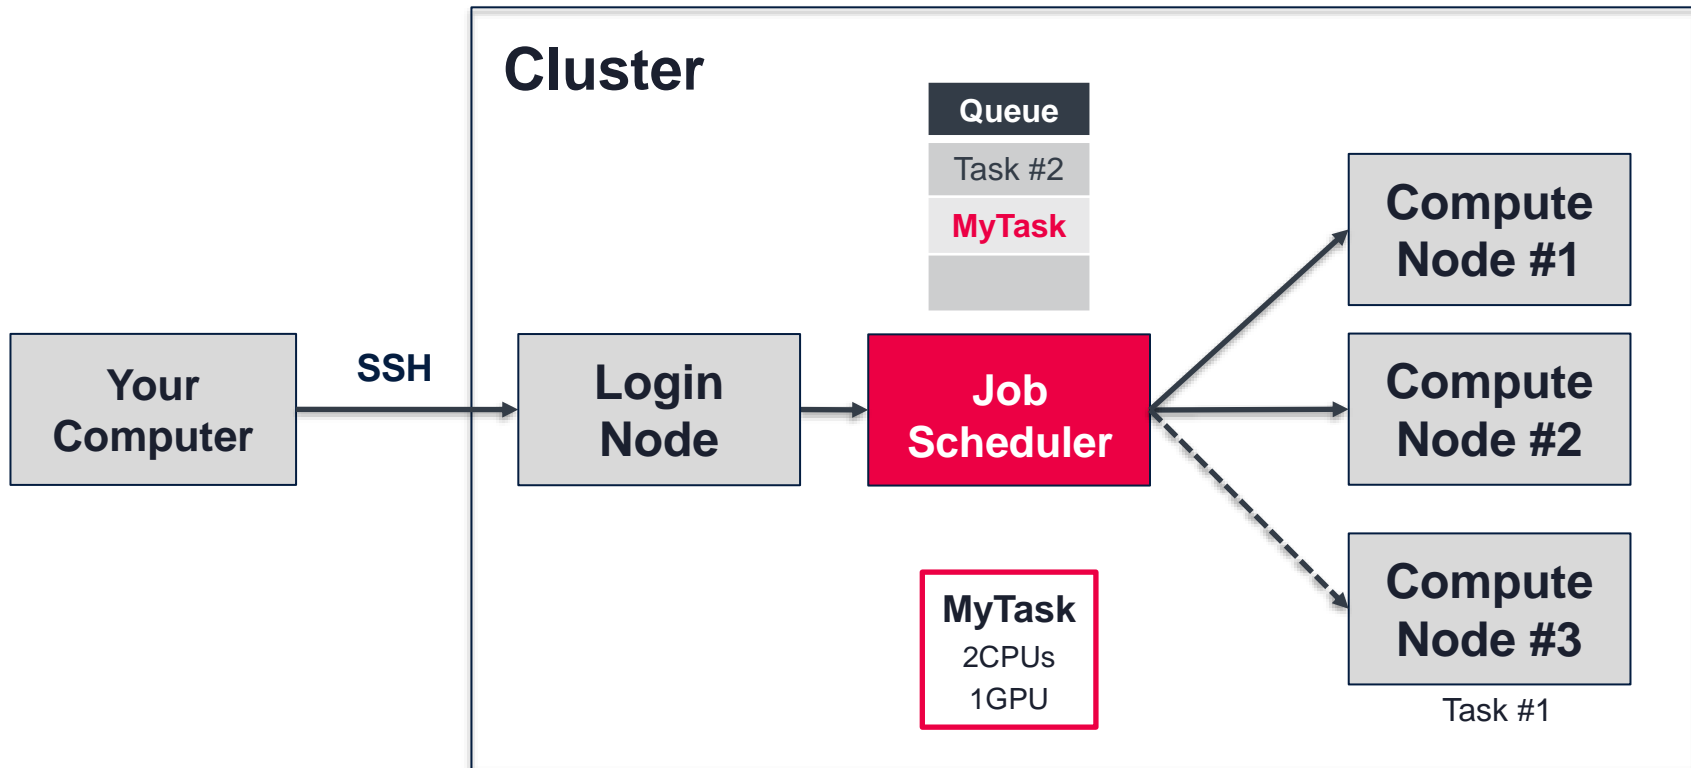 Cluster
Queue
Task #2
MyTask
Your
Computer
SSH
Login
Node
Job
Scheduler
Compute
Node #1
Compute
Node #2
Compute
Node #3
Task #1
MyTask
2CPUs
1GPU